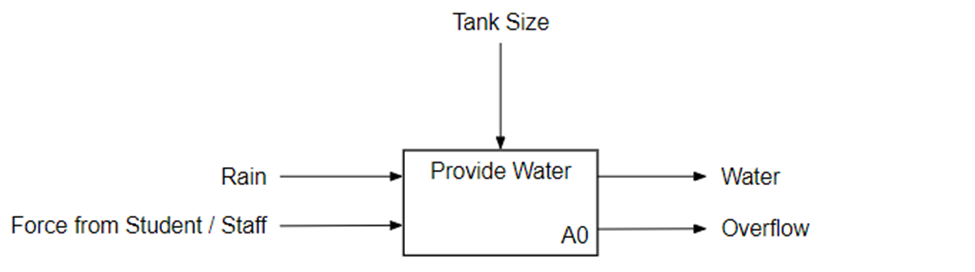 Tank Size
Provide Water
Rain
Water
Force from Student / Staff
Overflow
A0